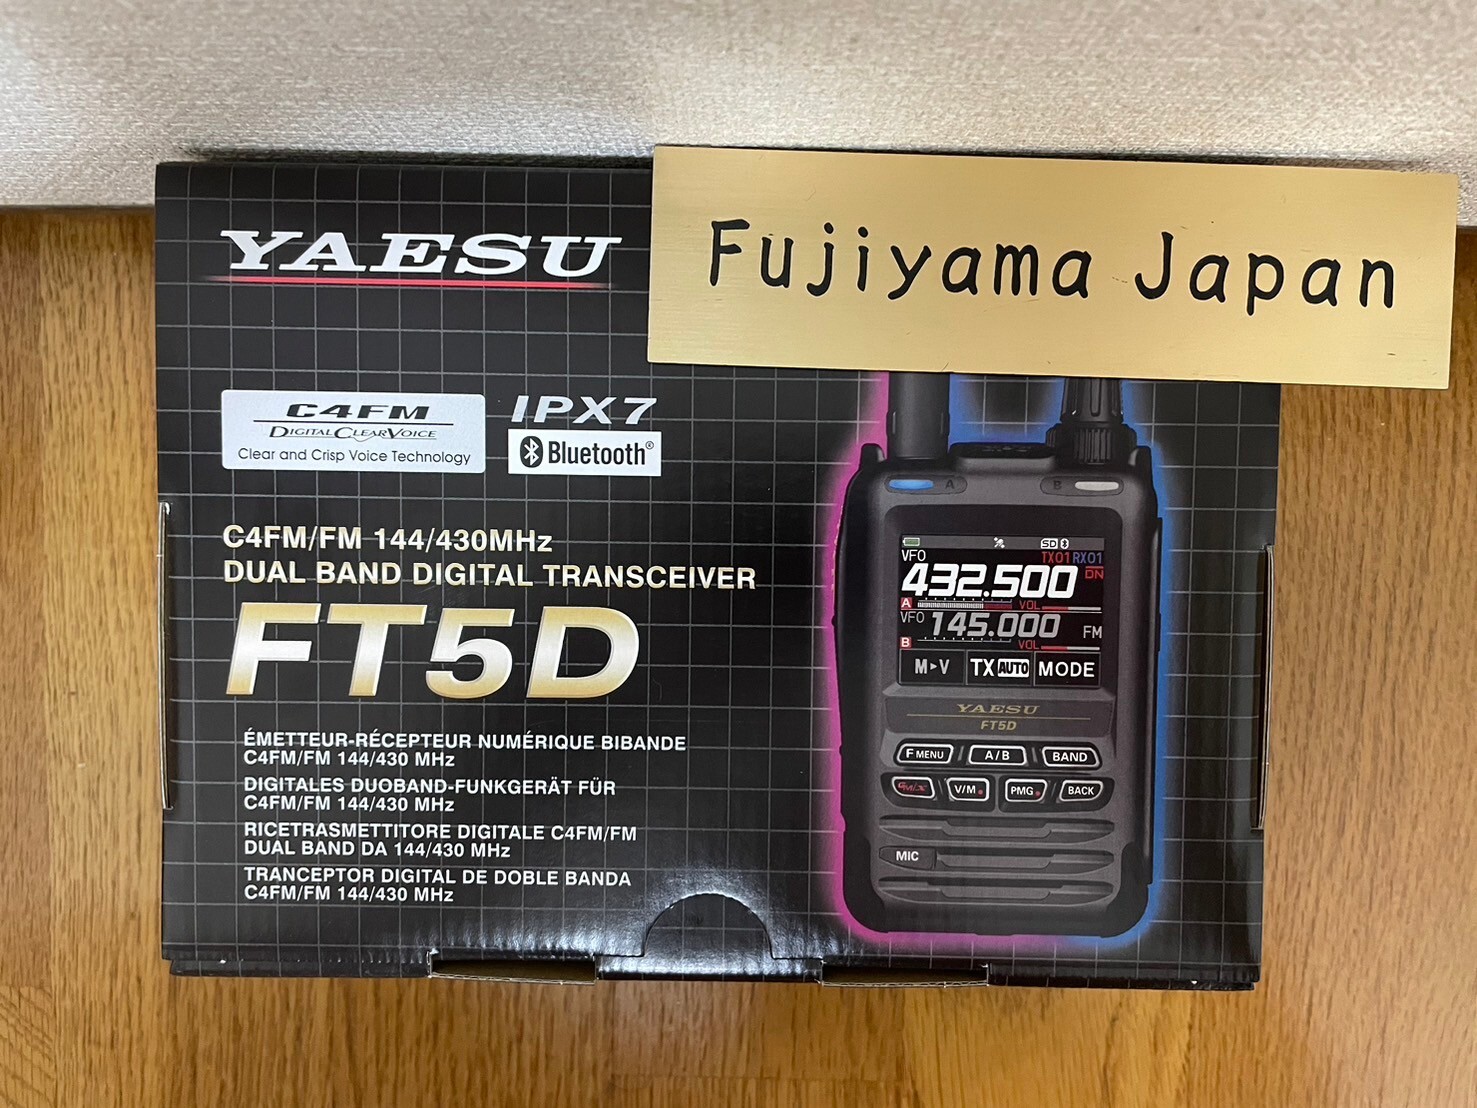 YAESU
Fujiyama Japan
C4FM
DIGITAL CLEAR VOICE
Clear and Crisp Voice Technology
IPX7
Bluetooth®
C4FM/FM 144/430MHz
DUAL BAND DIGITAL TRANSCEIVER
FT5D
ÉMETTEUR-RÉCEPTEUR NUMÉRIQUE BIBANDE
C4FM/FM 144/430 MHz
DIGITALES DUOBAND-FUNKGERÄT FÜR
C4FM/FM 144/430 MHz
RICETRASMETTITORE DIGITALE C4FM/FM
DUAL BAND DA 144/430 MHz
TRANCEPTOR DIGITAL DE DOBLE BANDA
C4FM/FM 144/430 MHz
A B
SD
VFO TX01 RX01
432.500 DN
A VOL
VFO 145.000 FM
B VOL
M▸V TX AUTO MODE
YAESU
FT5D
F MENU A/B BAND
GM/X V/M PMG BACK
MIC